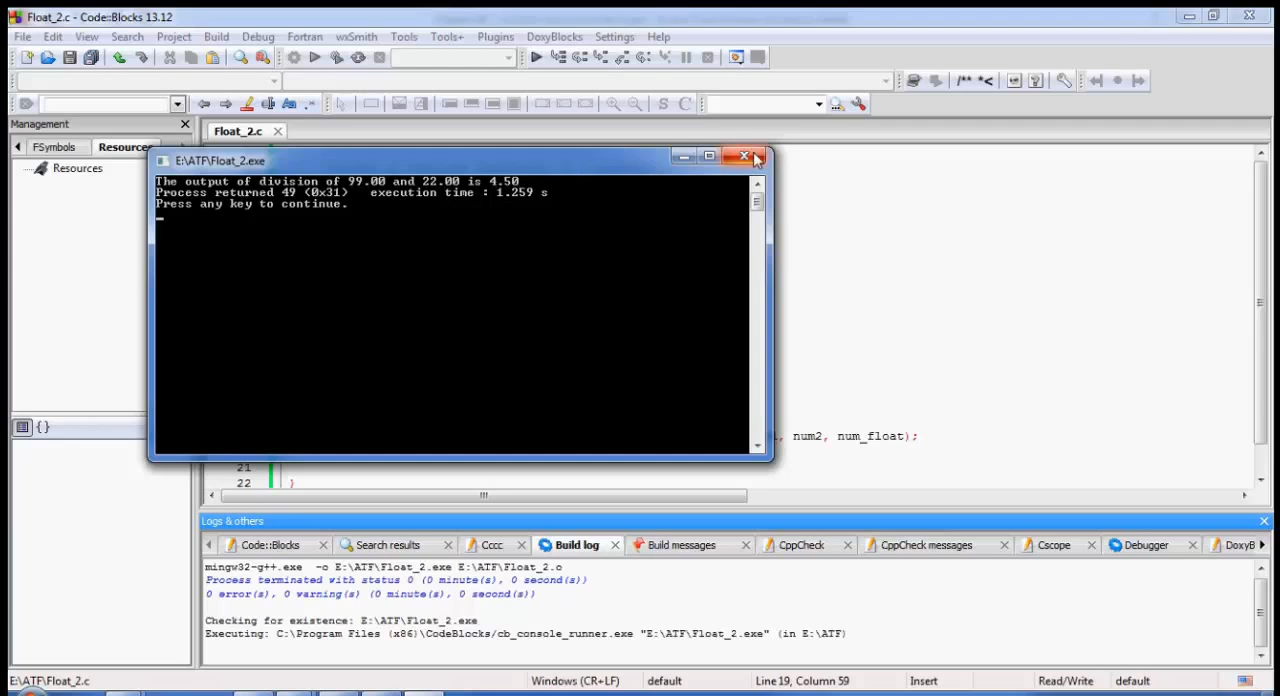 Float_2.c - Code::Blocks 13.12
File Edit View Search Project Build Debug Fortran wxSmith Tools Tools+ Plugins DoxyBlocks Settings Help
/** *<
S C
Management
Float_2.c
FSymbols Resources
Resources
E:\ATF\Float_2.exe
The output of division of 99.00 and 22.00 is 4.50
Process returned 49 (0x31) execution time : 1.259 s
Press any key to continue.
{}
, num2, num_float);
21
22 }
Logs & others
Code::Blocks Search results Cccc Build log Build messages CppCheck CppCheck messages Cscope Debugger DoxyB
mingw32-g++.exe -o E:\ATF\Float_2.exe E:\ATF\Float_2.c
Process terminated with status 0 (0 minute(s), 0 second(s))
0 error(s), 0 warning(s) (0 minute(s), 0 second(s))
Checking for existence: E:\ATF\Float_2.exe
Executing: C:\Program Files (x86)\CodeBlocks/cb_console_runner.exe "E:\ATF\Float_2.exe" (in E:\ATF)
E:\ATF\Float_2.c Windows (CR+LF) default Line 19, Column 59 Insert Read/Write default